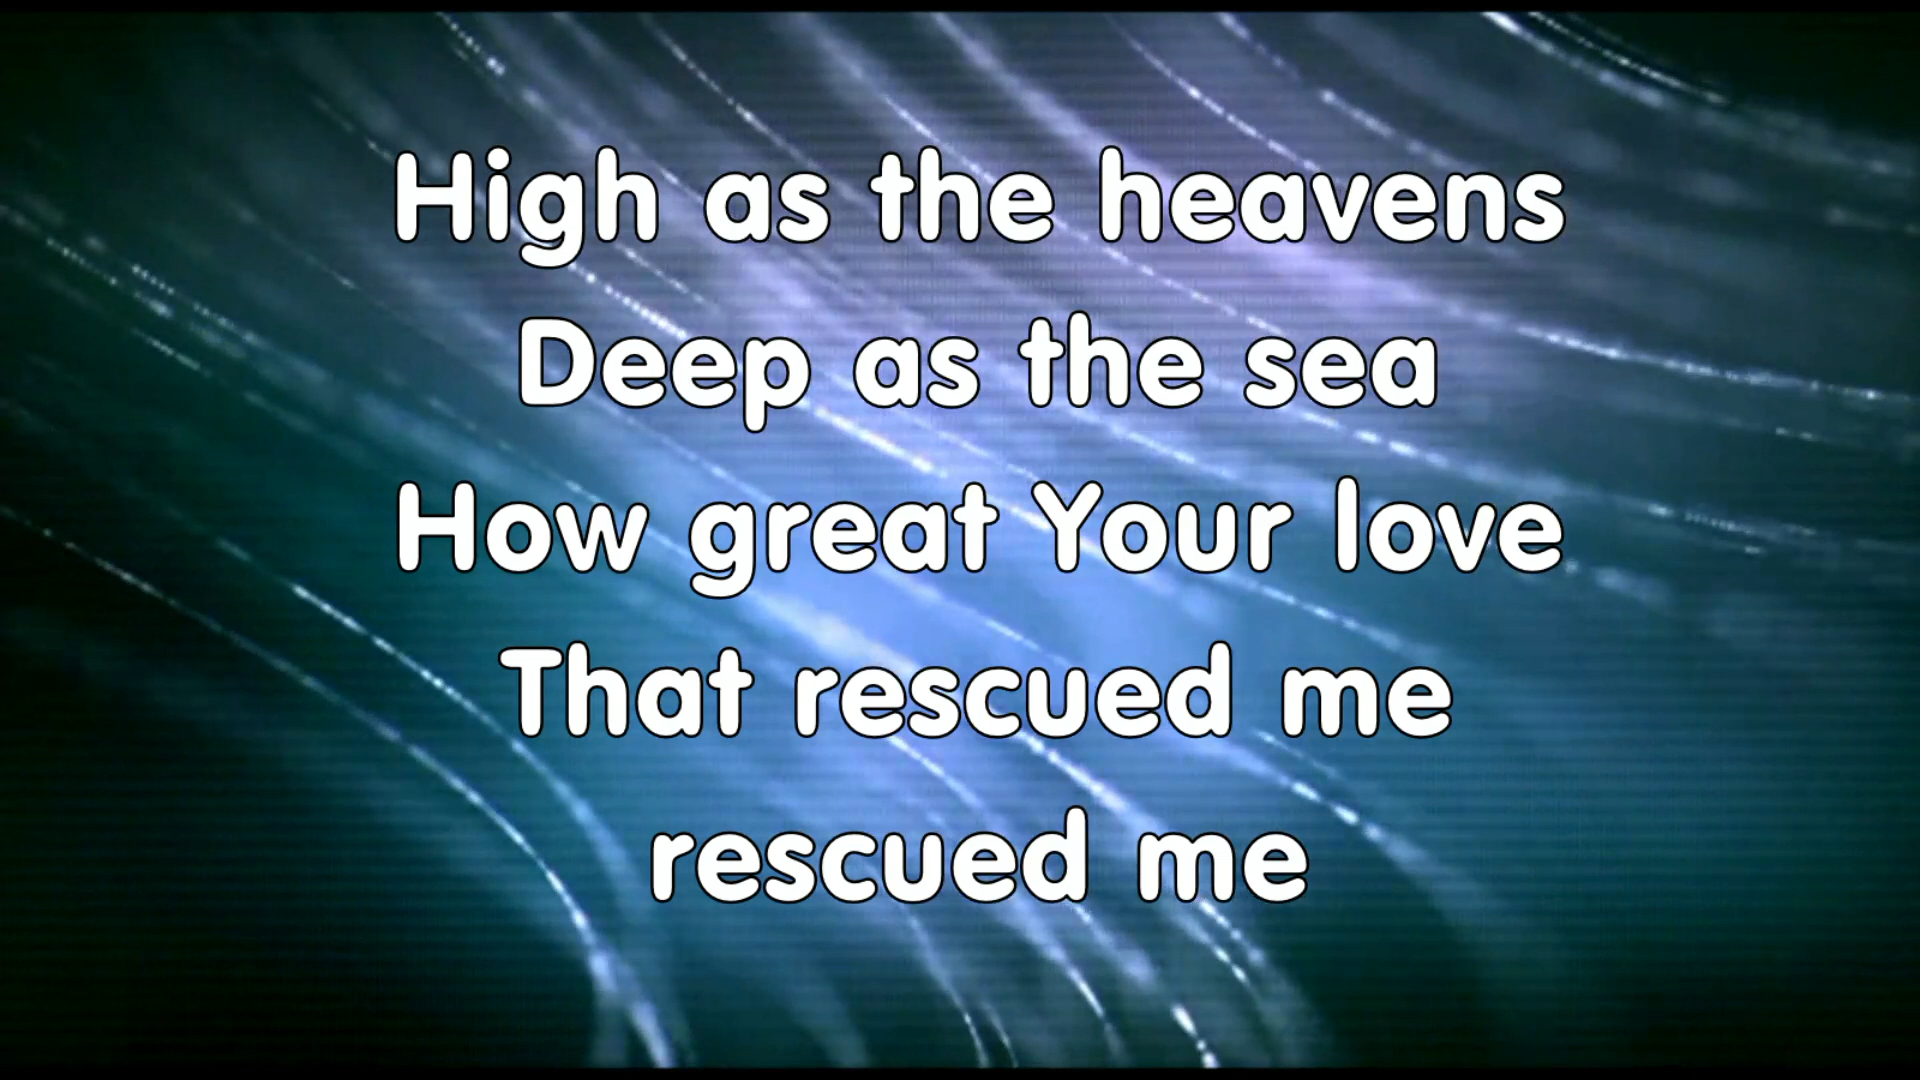 High as the heavens
Deep as the sea
How great Your love
That rescued me
rescued me